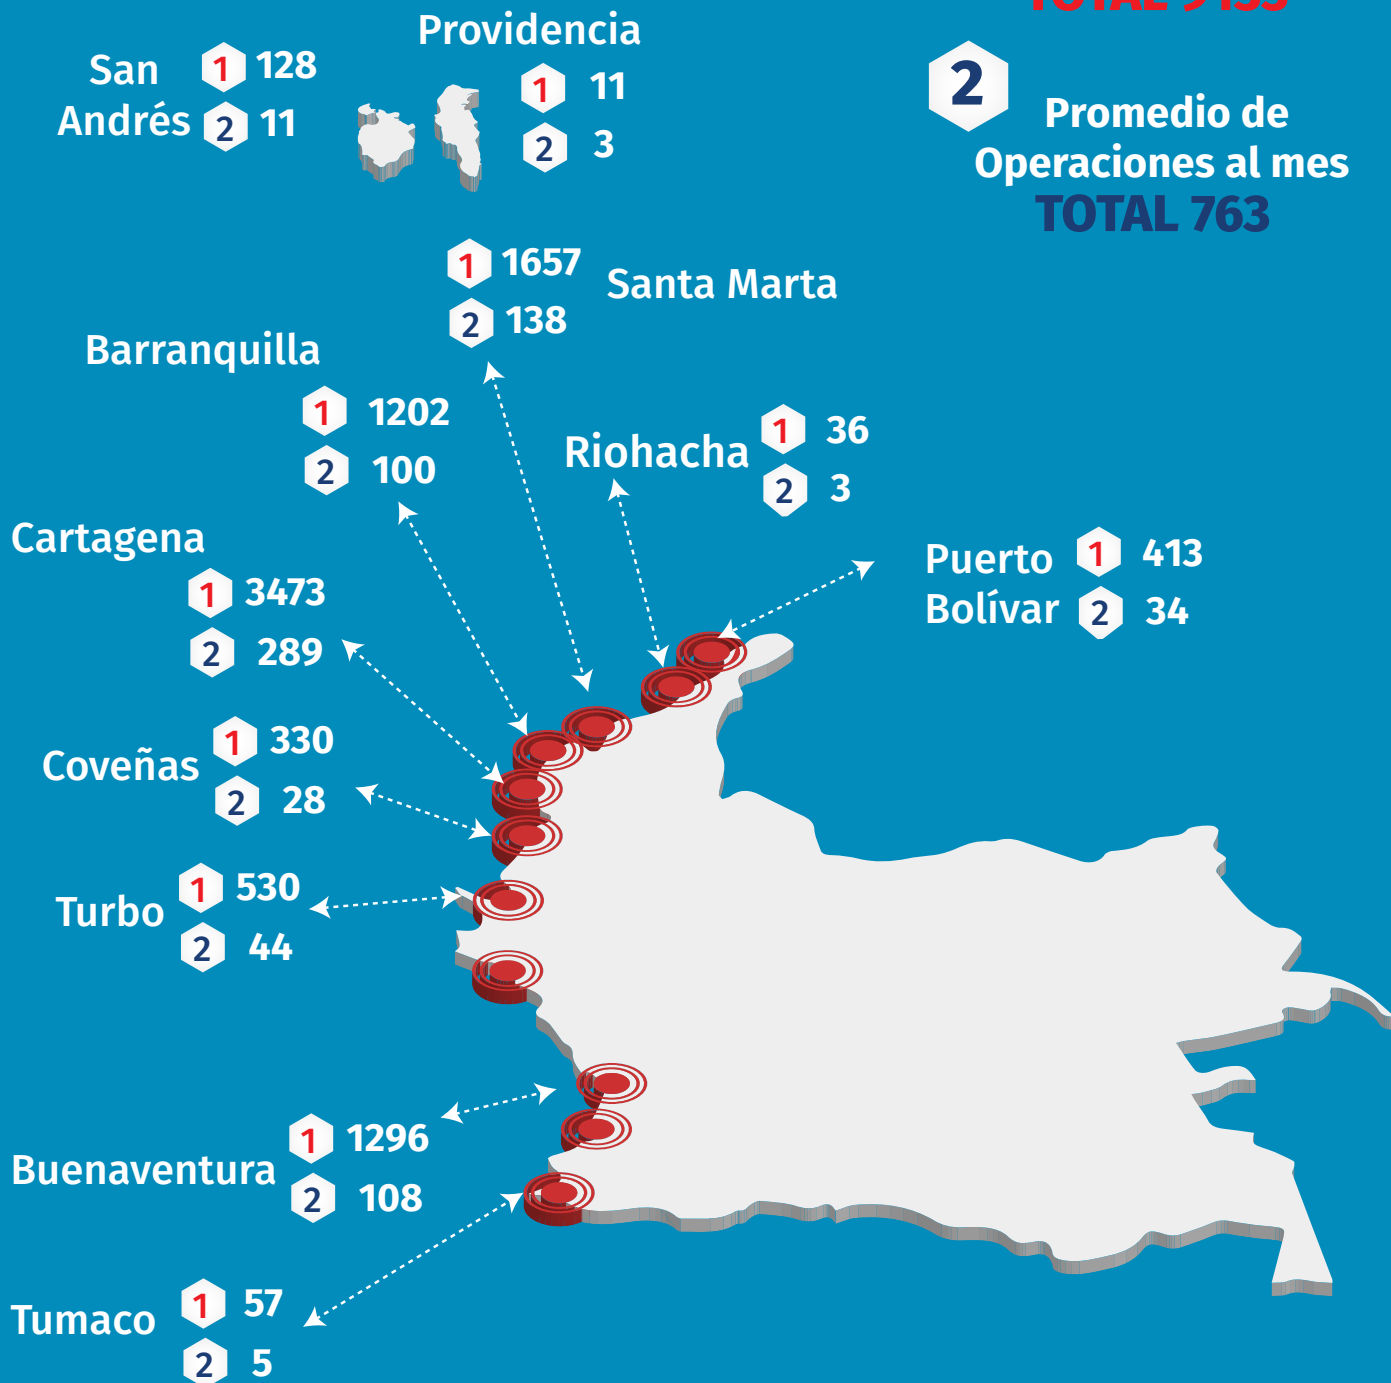 TOTAL 9133
Providencia
San
Andrés
1 128
2 11
1 11
2 3
2
Promedio de
Operaciones al mes
TOTAL 763
1 1657
2 138
Santa Marta
Barranquilla
1 1202
2 100
Riohacha
1 36
2 3
Cartagena
1 3473
2 289
Puerto
Bolívar
1 413
2 34
Coveñas
1 330
2 28
Turbo
1 530
2 44
Buenaventura
1 1296
2 108
Tumaco
1 57
2 5